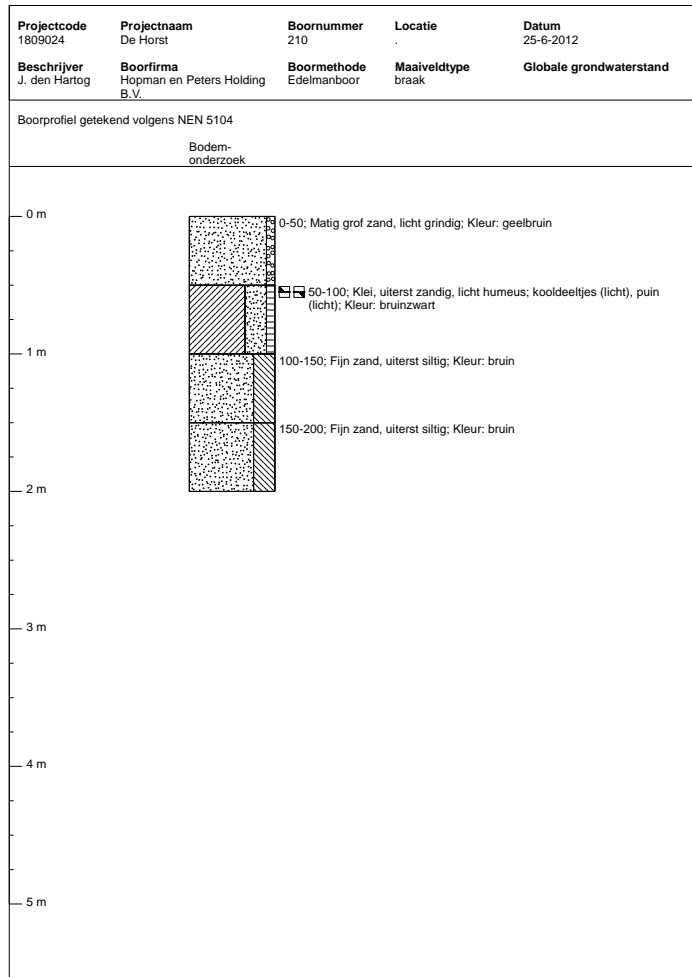 Projectcode Projectnaam Boornummer Locatie Datum
1809024 De Horst 210 . 25-6-2012
Beschrijver Boorfirma Boormethode Maaiveldtype Globale grondwaterstand
J. den Hartog Hopman en Peters Holding Edelmanboor braak
B.V.
Boorprofiel getekend volgens NEN 5104
Bodem-
onderzoek
0 m
0-50; Matig grof zand, licht grindig; Kleur: geelbruin
50-100; Klei, uiterst zandig, licht humeus; kooldeeltjes (licht), puin
(licht); Kleur: bruinzwart
1 m
100-150; Fijn zand, uiterst siltig; Kleur: bruin
150-200; Fijn zand, uiterst siltig; Kleur: bruin
2 m
3 m
4 m
5 m